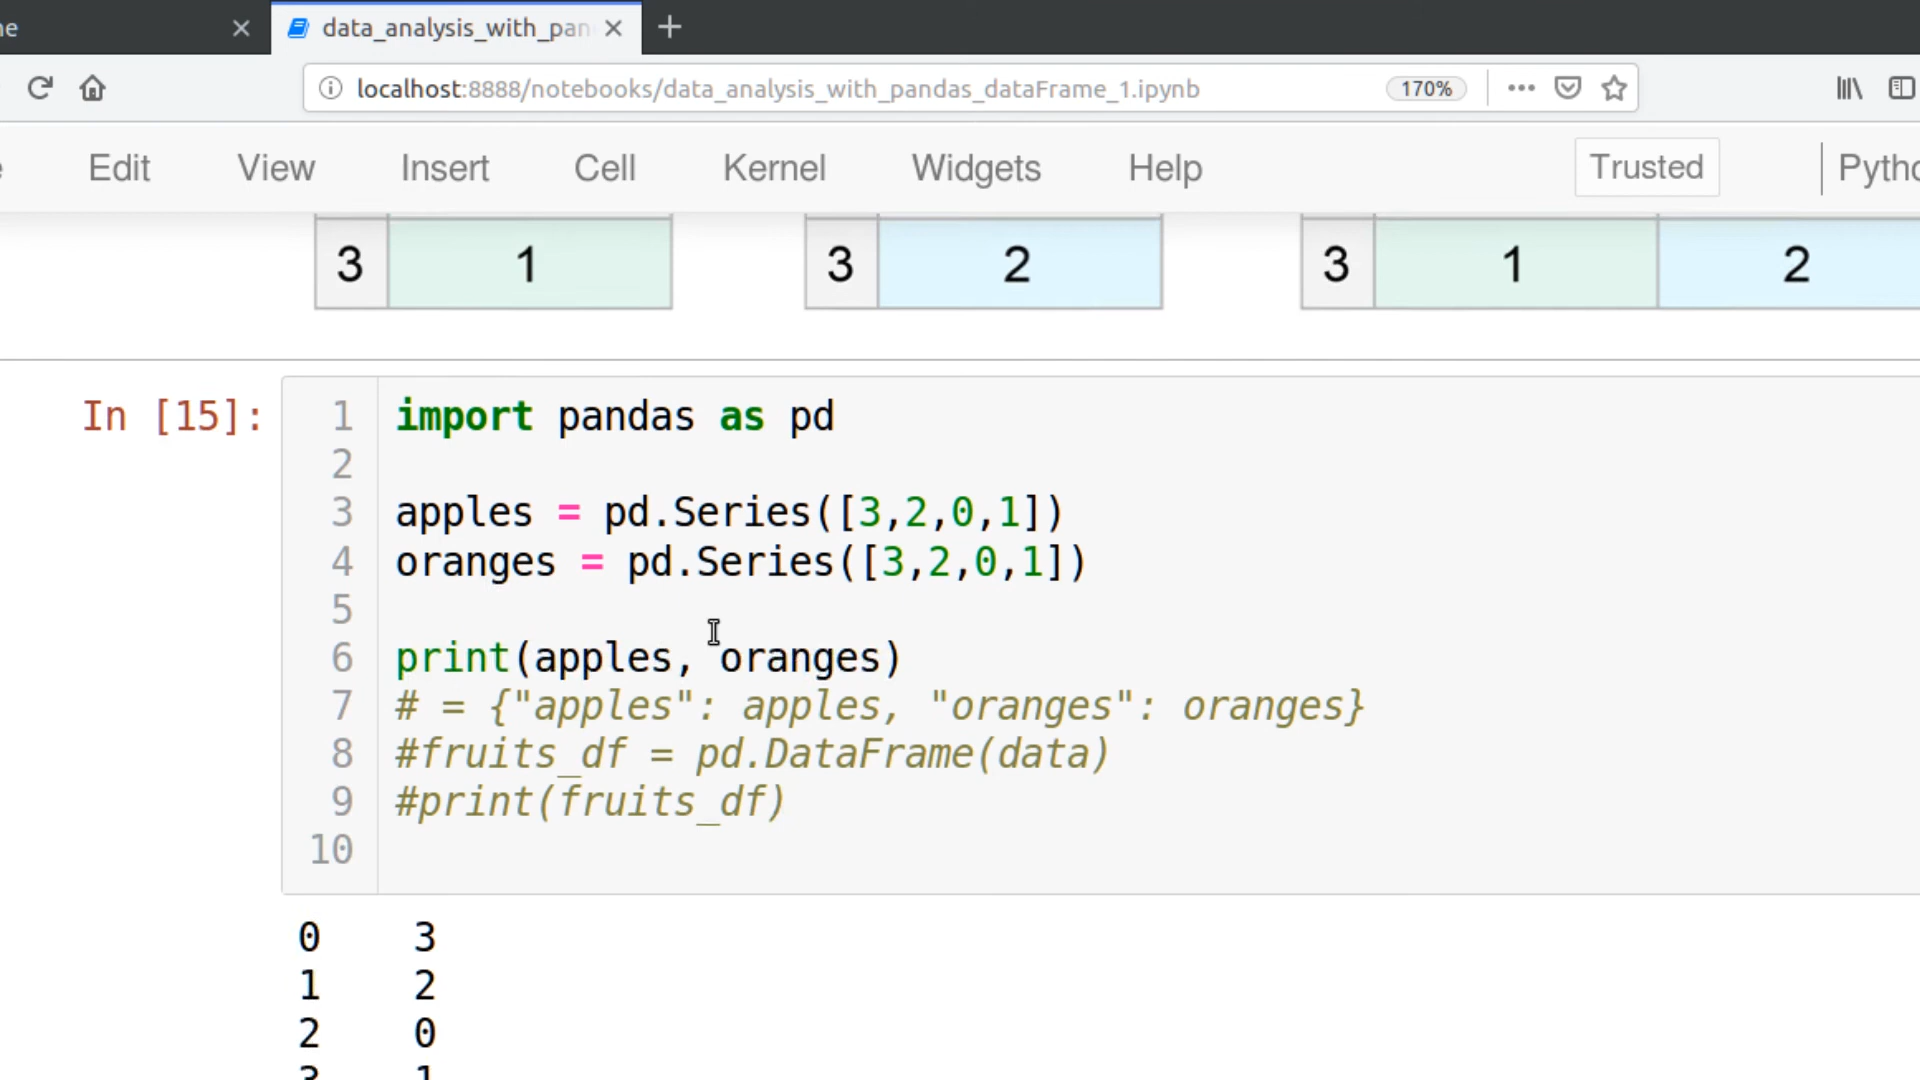 data_analysis_with_pan
localhost:8888/notebooks/data_analysis_with_pandas_dataFrame_1.ipynb 170%
Edit View Insert Cell Kernel Widgets Help Trusted
3 1 3 2 3 1 2
In [15]:
1 import pandas as pd
2
3 apples = pd.Series([3,2,0,1])
4 oranges = pd.Series([3,2,0,1])
5
6 print(apples, oranges)
7 # = {"apples": apples, "oranges": oranges}
8 #fruits_df = pd.DataFrame(data)
9 #print(fruits_df)
10
0 3
1 2
2 0
3 1